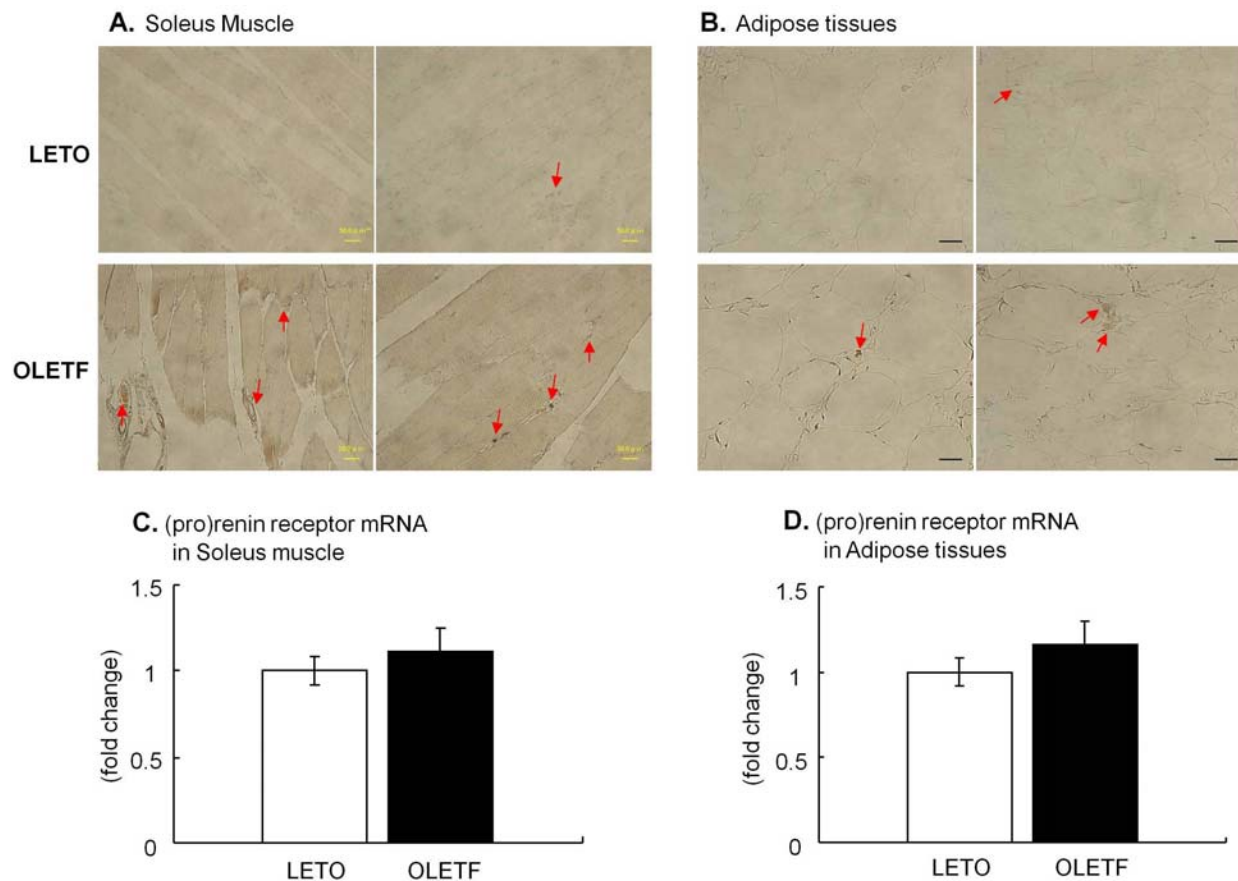 A. Soleus Muscle
B. Adipose tissues
LETO
OLETF
C. (pro)renin receptor mRNA
in Soleus muscle
D. (pro)renin receptor mRNA
in Adipose tissues
(fold change)
1.5
1
0.5
0
LETO OLETF
(fold change)
1.5
1
0.5
0
LETO OLETF